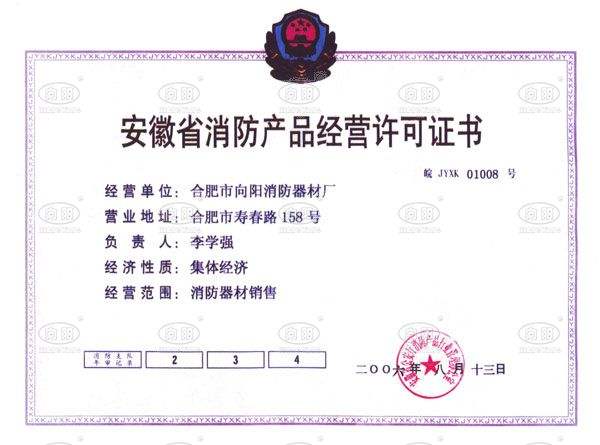 安徽省消防产品经营许可证书
皖 JYXK 01008 号
经营单位：合肥市向阳消防器材厂
营业地址：合肥市寿春路 158 号
负责人：李学强
经济性质：集体经济
经营范围：消防器材销售
消防支队
年审记录
2 3 4
二００六年 八 月 十三日
向阳